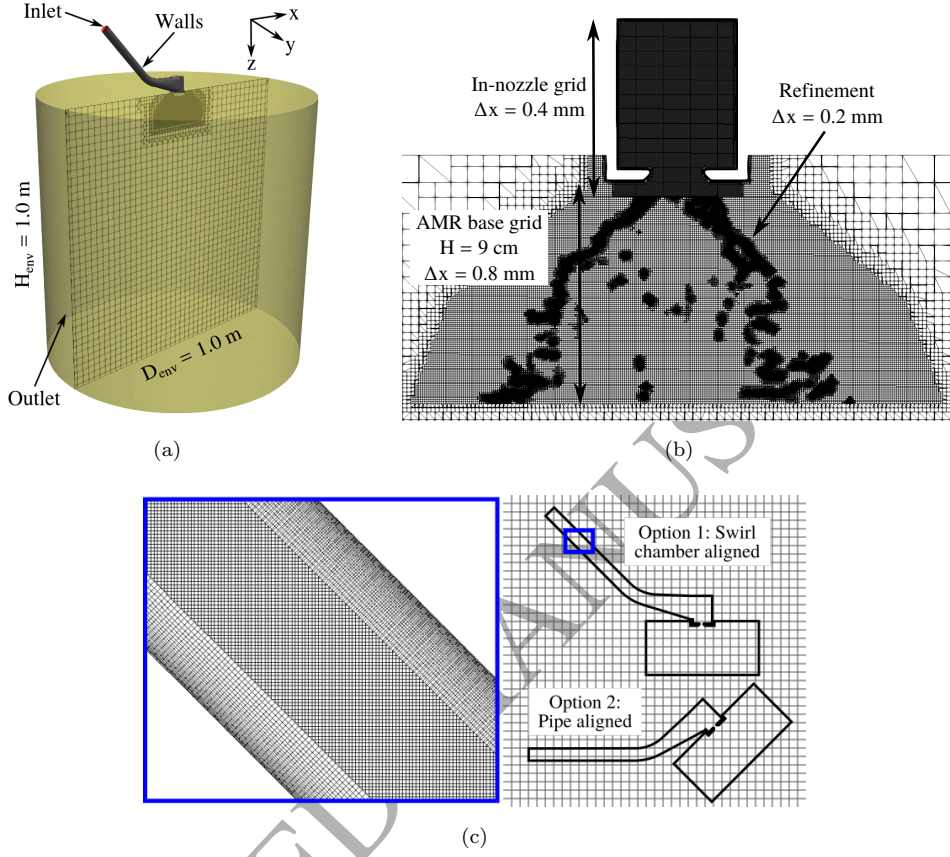 Inlet
Walls
x
y
z
H_env = 1.0 m
D_env = 1.0 m
Outlet
(a)
In-nozzle grid
Δx = 0.4 mm
Refinement
Δx = 0.2 mm
AMR base grid
H = 9 cm
Δx = 0.8 mm
(b)
Option 1: Swirl
chamber aligned
Option 2:
Pipe aligned
(c)